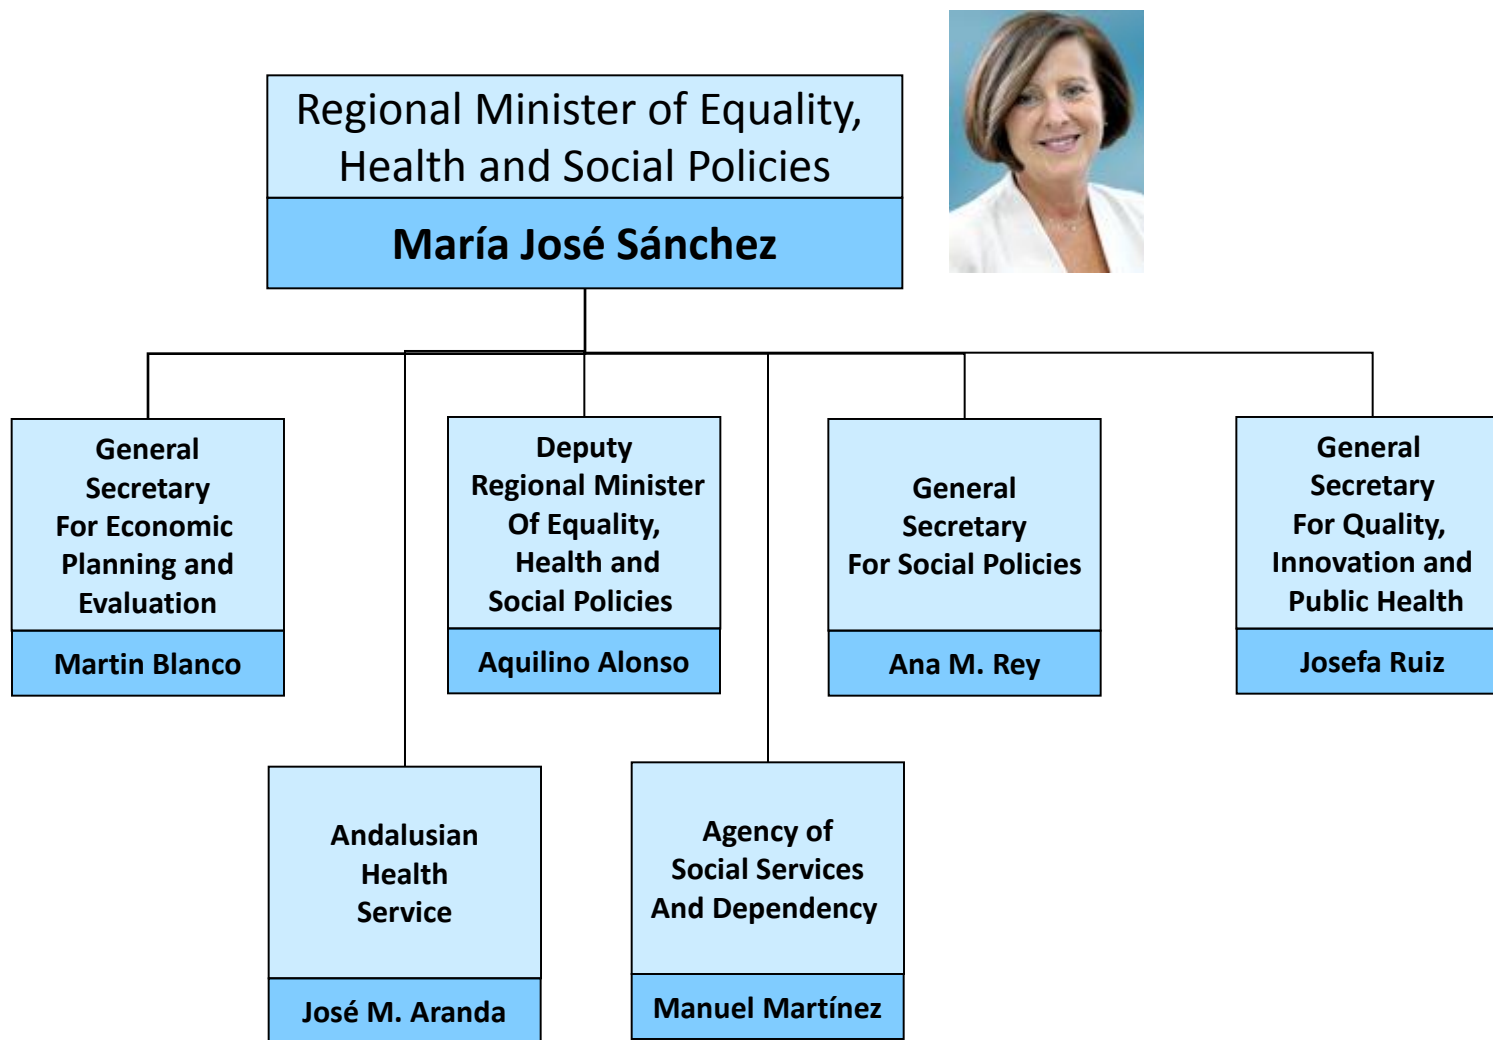 Regional Minister of Equality,
Health and Social Policies
María José Sánchez
General
Secretary
For Economic
Planning and
Evaluation
Martin Blanco
Deputy
Regional Minister
Of Equality,
Health and
Social Policies
Aquilino Alonso
General
Secretary
For Social Policies
Ana M. Rey
General
Secretary
For Quality,
Innovation and
Public Health
Josefa Ruiz
Andalusian
Health
Service
José M. Aranda
Agency of
Social Services
And Dependency
Manuel Martínez